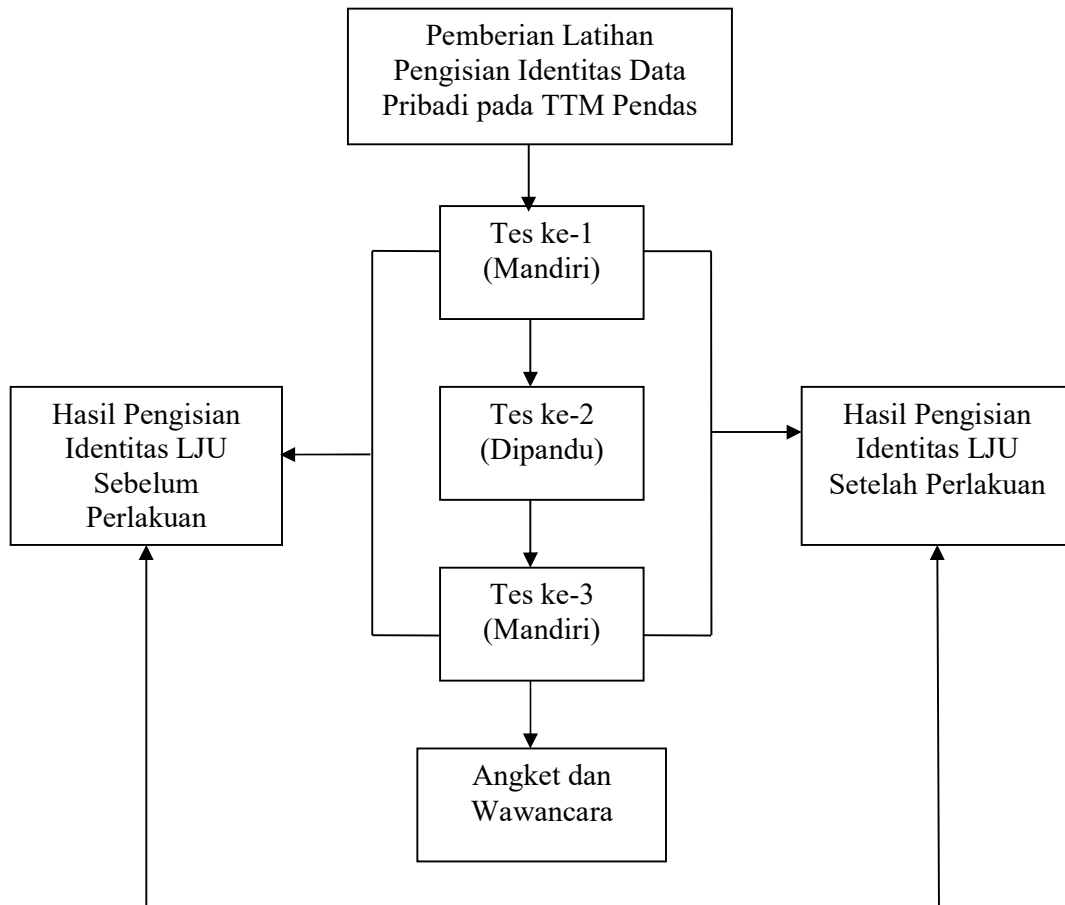 Pemberian Latihan
Pengisian Identitas Data
Pribadi pada TTM Pendas
Tes ke-1
(Mandiri)
Hasil Pengisian
Identitas LJU
Sebelum
Perlakuan
Tes ke-2
(Dipandu)
Hasil Pengisian
Identitas LJU
Setelah Perlakuan
Tes ke-3
(Mandiri)
Angket dan
Wawancara